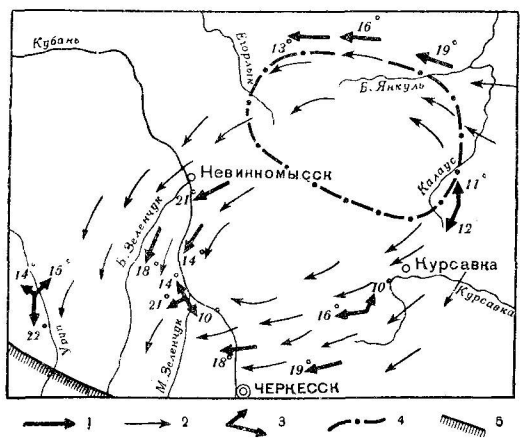 Кубань
Егорлык
13°
16°
19°
Б. Янкуль
Калаус
11°
12
Невинномысск
21°
Б. Зеленчук
18°
14°
14°
15°
22°
Уруп
14°
21°
10
М. Зеленчук
Курсавка
10
Курсавка
16°
18°
19°
ЧЕРКЕССК
1
2
3
4
5